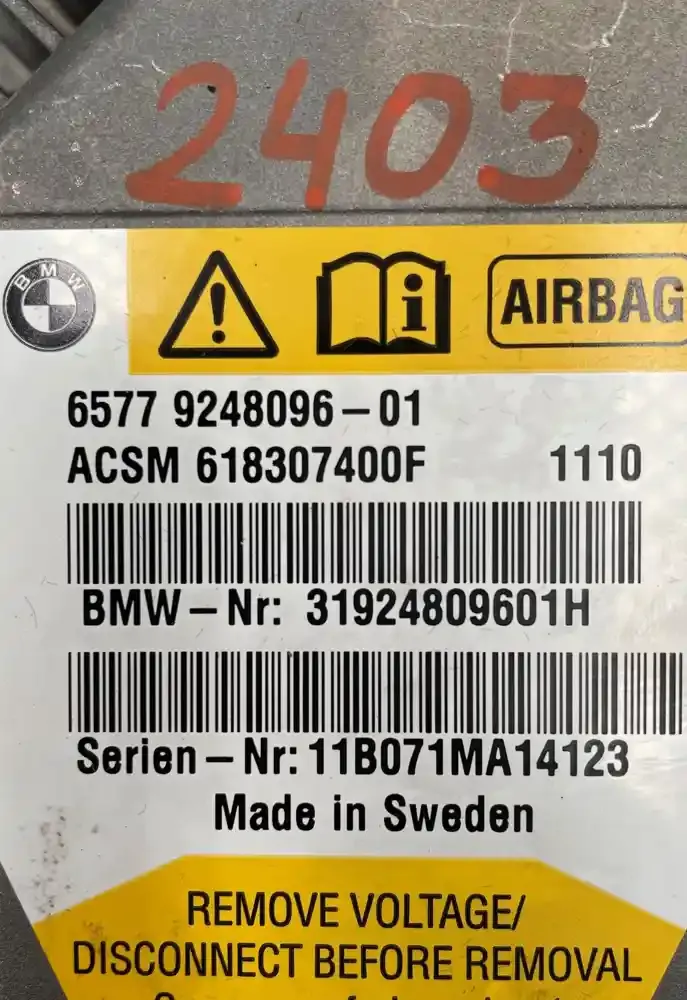 2403
BMW
AIRBAG
6577 9248096-01
ACSM 618307400F 1110
BMW-Nr: 31924809601H
Serien-Nr: 11B071MA14123
Made in Sweden
REMOVE VOLTAGE/
DISCONNECT BEFORE REMOVAL